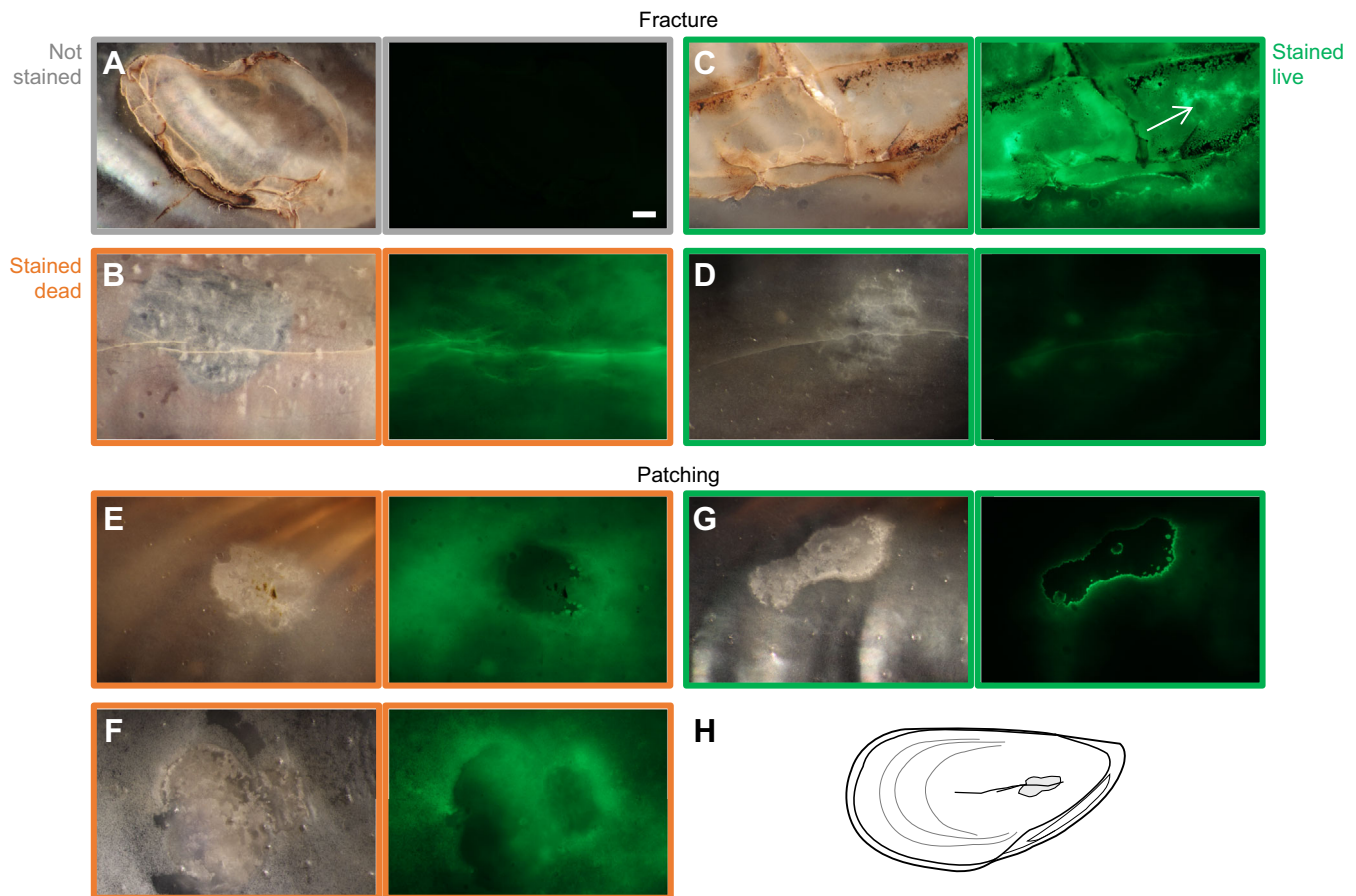 Fracture
Not
stained
A
C
Stained
live
Stained
dead
B
D
Patching
E
G
F
H